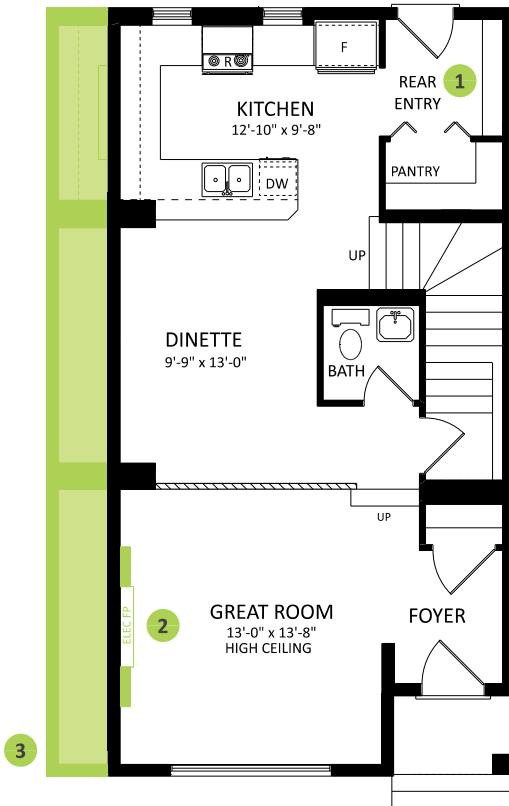 F
R
REAR
ENTRY
1
KITCHEN
12'-10" x 9'-8"
PANTRY
DW
UP
DINETTE
9'-9" x 13'-0"
BATH
UP
ELEC FP
2
GREAT ROOM
13'-0" x 13'-8"
HIGH CEILING
FOYER
3